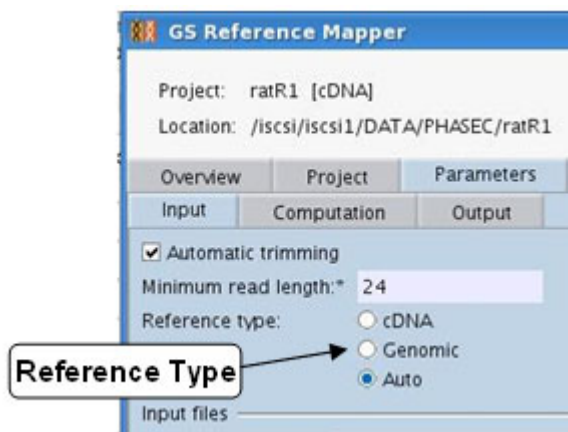 GS Reference Mapper
Project: ratR1 [cDNA]
Location: /iscsi/iscsi1/DATA/PHASEC/ratR1
Overview Project Parameters
Input Computation Output
Automatic trimming
Minimum read length:* 24
Reference type: cDNA
Genomic
Reference Type
Auto
Input files